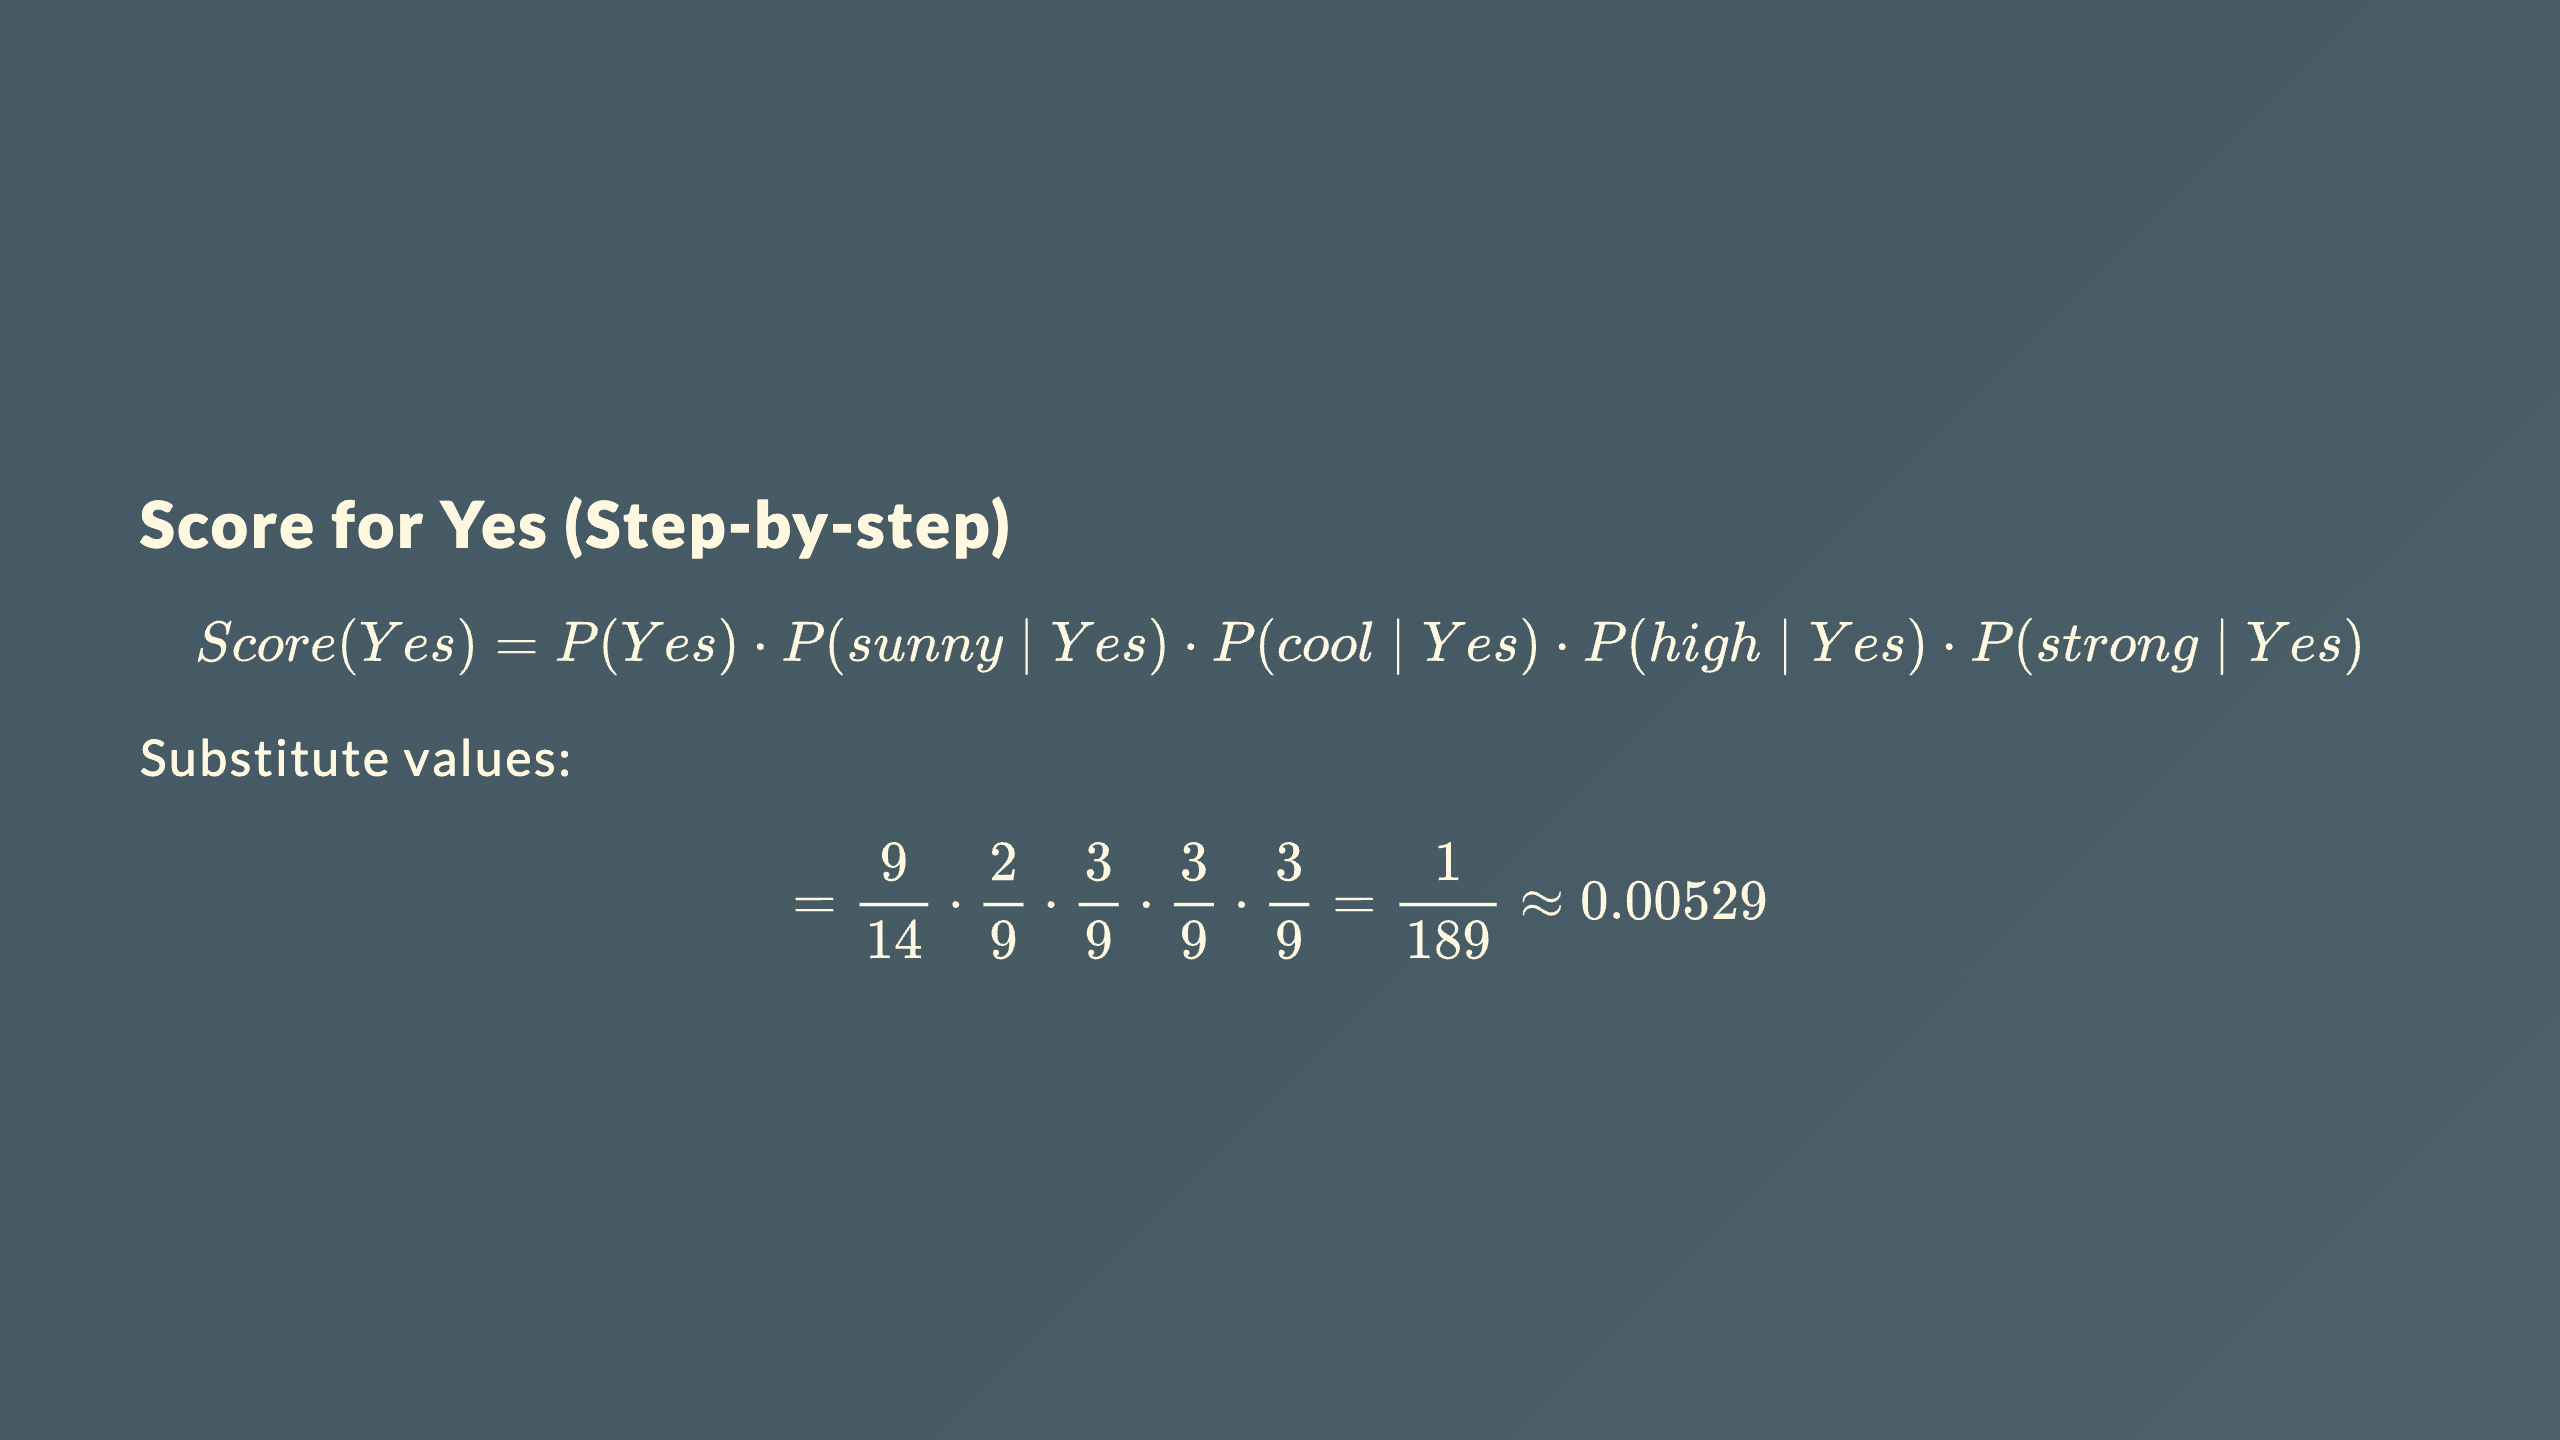 Score for Yes (Step-by-step)
Score(Yes) = P(Yes) · P(sunny | Yes) · P(cool | Yes) · P(high | Yes) · P(strong | Yes)
Substitute values:
= 9/14 · 2/9 · 3/9 · 3/9 · 3/9 = 1/189 ≈ 0.00529